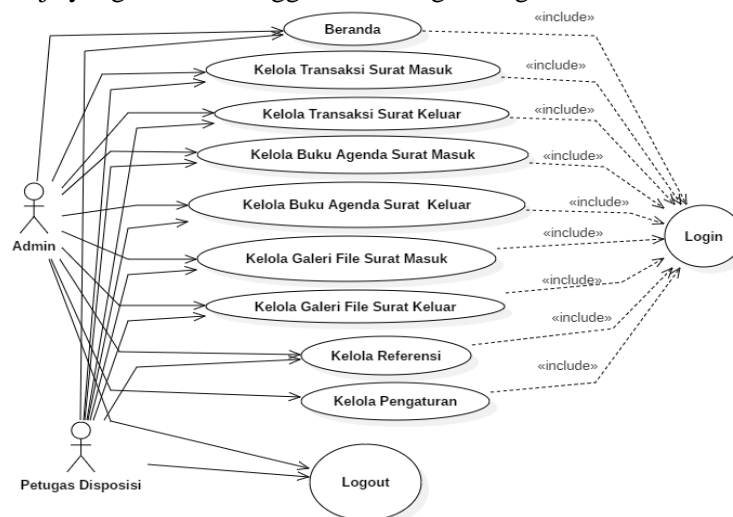 Beranda
«include»
Kelola Transaksi Surat Masuk
«include»
Kelola Transaksi Surat Keluar
«include»
Kelola Buku Agenda Surat Masuk
«include»
Kelola Buku Agenda Surat Keluar
«include»
Admin
Login
Kelola Galeri File Surat Masuk
«include»
Kelola Galeri File Surat Keluar
«include»
Kelola Referensi
«include»
Kelola Pengaturan
«include»
Petugas Disposisi
Logout